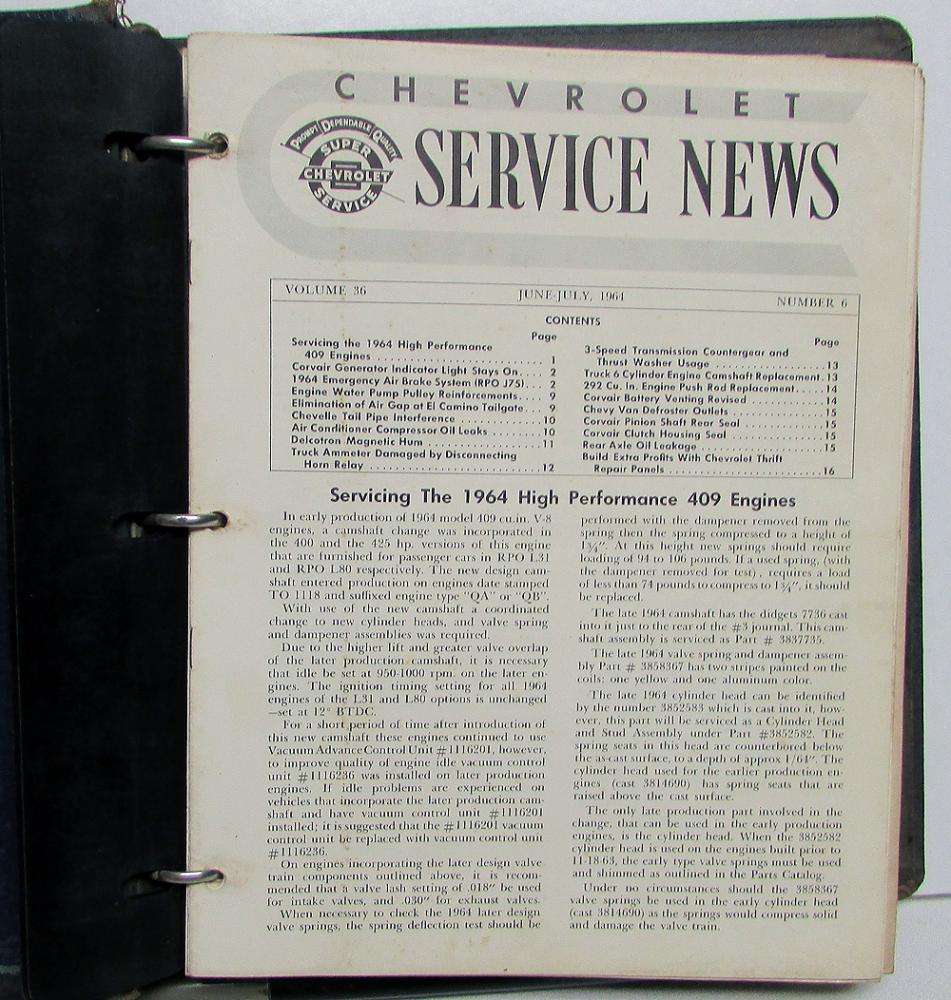 CHEVROLET
PROMPT DEPENDABLE QUALITY
SUPER
CHEVROLET
SERVICE
SERVICE NEWS
VOLUME 36 JUNE-JULY, 1964 NUMBER 6
CONTENTS
Page
Servicing the 1964 High Performance
409 Engines . . . . . . . . . . . . . . . . . . . . . . . . 1
Corvair Generator Indicator Light Stays On . . . . 2
1964 Emergency Air Brake System (RPO J75) . . . 2
Engine Water Pump Pulley Reinforcements . . . . 9
Elimination of Air Gap at El Camino Tailgate . . . 9
Chevelle Tail Pipe Interference . . . . . . . . . . . 10
Air Conditioner Compressor Oil Leaks . . . . . . . 10
Delcotron Magnetic Hum . . . . . . . . . . . . . . . 11
Truck Ammeter Damaged by Disconnecting
Horn Relay . . . . . . . . . . . . . . . . . . . . . . . 12
Page
3-Speed Transmission Countergear and
Thrust Washer Usage . . . . . . . . . . . . . . . 13
Truck 6 Cylinder Engine Camshaft Replacement . 13
292 Cu. In. Engine Push Rod Replacement . . . . . 14
Corvair Battery Venting Revised . . . . . . . . . . 14
Chevy Van Defroster Outlets . . . . . . . . . . . . 15
Corvair Pinion Shaft Rear Seal . . . . . . . . . . . 15
Corvair Clutch Housing Seal . . . . . . . . . . . . 15
Rear Axle Oil Leakage . . . . . . . . . . . . . . . . 15
Build Extra Profits With Chevrolet Thrift
Repair Panels . . . . . . . . . . . . . . . . . . . . . 16
Servicing The 1964 High Performance 409 Engines
In early production of 1964 model 409 cu.in. V-8
engines, a camshaft change was incorporated in
the 400 and the 425 hp. versions of this engine
that are furnished for passenger cars in RPO L31
and RPO L80 respectively. The new design cam-
shaft entered production on engines date stamped
TO 1118 and suffixed engine type "QA" or "QB".
With use of the new camshaft a coordinated
change to new cylinder heads, and valve spring
and dampener assemblies was required.
Due to the higher lift and greater valve overlap
of the later production camshaft, it is necessary
that idle be set at 950-1000 rpm. on the later en-
gines. The ignition timing setting for all 1964
engines of the L31 and L80 options is unchanged
—set at 12° BTDC.
For a short period of time after introduction of
this new camshaft these engines continued to use
Vacuum Advance Control Unit #1116201, however,
to improve quality of engine idle vacuum control
unit #1116236 was installed on later production
engines. If idle problems are experienced on
vehicles that incorporate the later production cam-
shaft and have vacuum control unit #1116201
installed; it is suggested that the #1116201 vacuum
control unit be replaced with vacuum control unit
#1116236.
On engines incorporating the later design valve
train components outlined above, it is recom-
mended that a valve lash setting of .018" be used
for intake valves, and .030" for exhaust valves.
When necessary to check the 1964 later design
valve springs, the spring deflection test should be
performed with the dampener removed from the
spring then the spring compressed to a height of
1¾". At this height new springs should require
loading of 94 to 106 pounds. If a used spring, (with
the dampener removed for test), requires a load
of less than 74 pounds to compress to 1¾", it should
be replaced.
The late 1964 camshaft has the didgets 7736 cast
into it just to the rear of the #3 journal. This cam-
shaft assembly is serviced as Part # 3837735.
The late 1964 valve spring and dampener assem-
bly Part # 3858367 has two stripes painted on the
coils; one yellow and one aluminum color.
The late 1964 cylinder head can be identified
by the number 3852583 which is cast into it, how-
ever, this part will be serviced as a Cylinder Head
and Stud Assembly under Part #3852582. The
spring seats in this head are counterbored below
the as-cast surface, to a depth of approx 1/64". The
cylinder head used for the earlier production en-
gines (cast 3814690) has spring seats that are
raised above the cast surface.
The only late production part involved in the
change, that can be used in the early production
engines, is the cylinder head. When the 3852582
cylinder head is used on the engines built prior to
11-18-63, the early type valve springs must be used
and shimmed as outlined in the Parts Catalog.
Under no circumstances should the 3858367
valve springs be used in the early cylinder head
(cast 3814690) as the springs would compress solid
and damage the valve train.